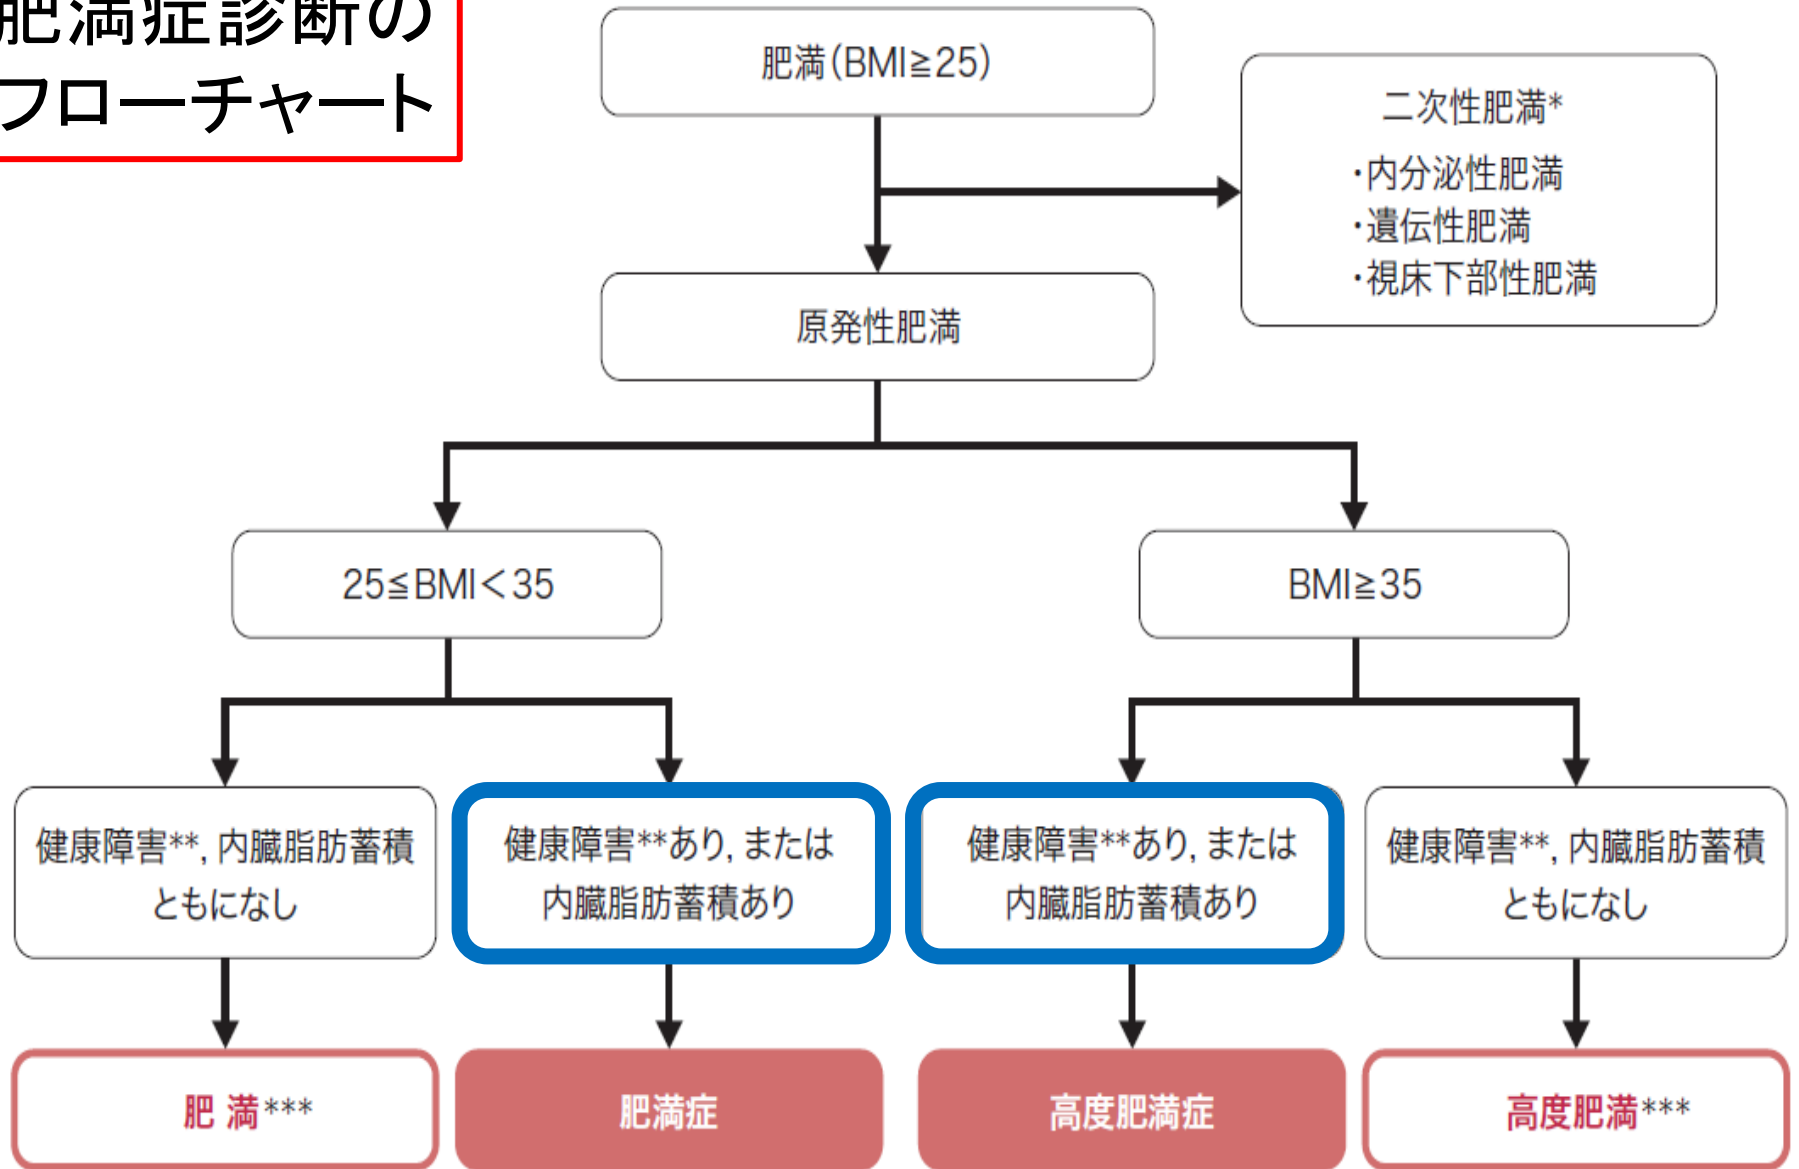 肥満症診断の
フローチャート
肥満(BMI≧25)
二次性肥満*
・内分泌性肥満
・遺伝性肥満
・視床下部性肥満
原発性肥満
25≦BMI<35
BMI≧35
健康障害**, 内臓脂肪蓄積
ともになし
健康障害**あり, または
内臓脂肪蓄積あり
健康障害**あり, または
内臓脂肪蓄積あり
健康障害**, 内臓脂肪蓄積
ともになし
肥 満***
肥満症
高度肥満症
高度肥満***